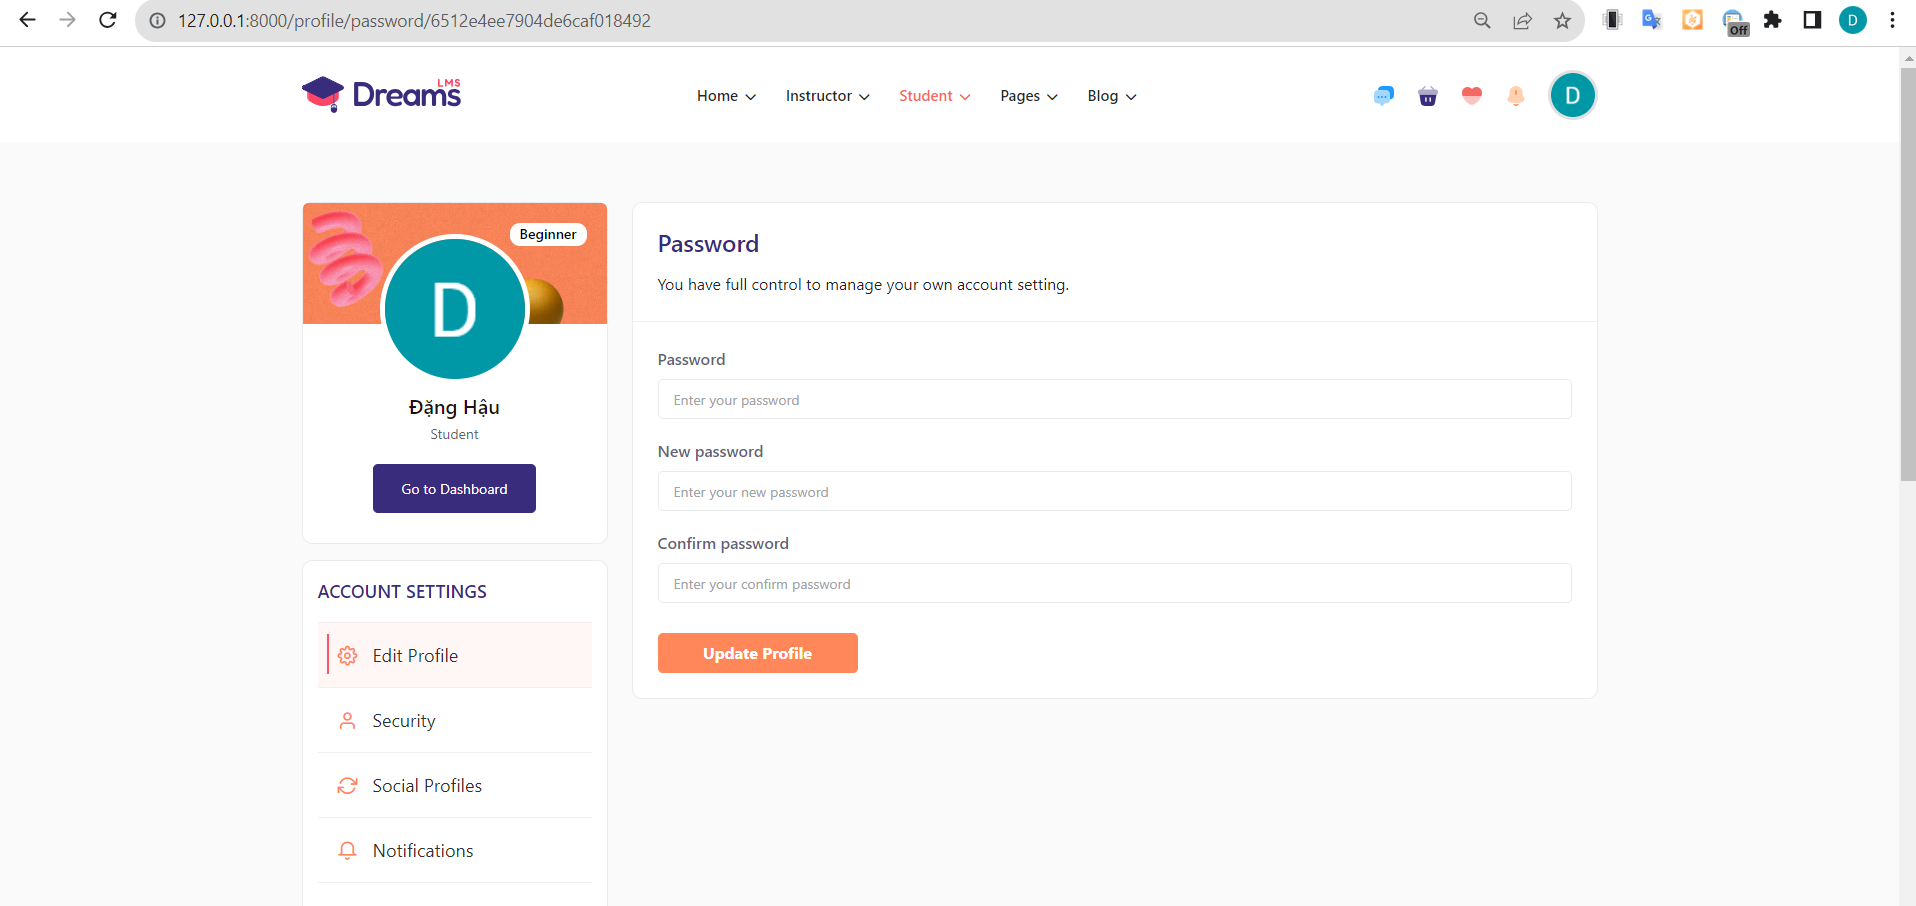 127.0.0.1:8000/profile/password/6512e4ee7904de6caf018492
Off
D
Dreams LMS
Home
Instructor
Student
Pages
Blog
D
Beginner
D
Đặng Hậu
Student
Go to Dashboard
ACCOUNT SETTINGS
Edit Profile
Security
Social Profiles
Notifications
Password
You have full control to manage your own account setting.
Password
Enter your password
New password
Enter your new password
Confirm password
Enter your confirm password
Update Profile